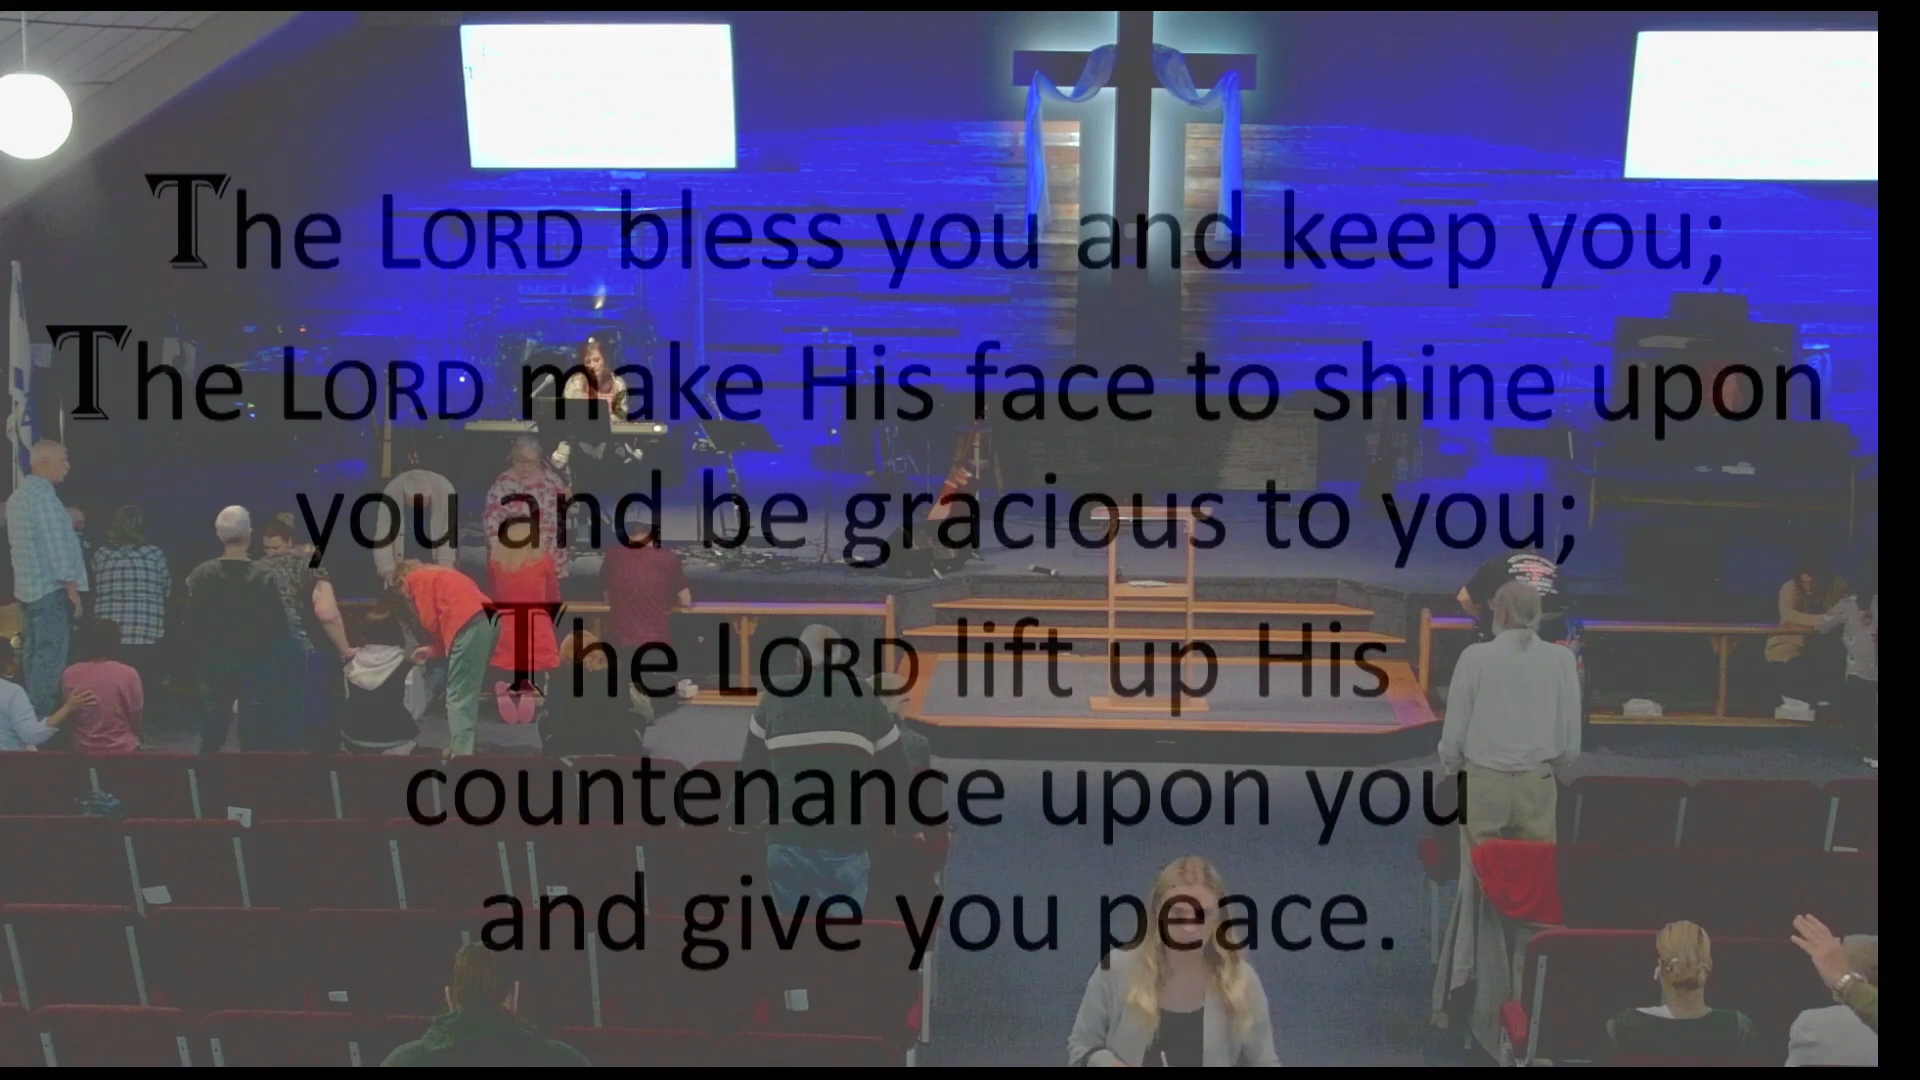 The LORD bless you and keep you;
The LORD make His face to shine upon
you and be gracious to you;
The LORD lift up His
countenance upon you
and give you peace.